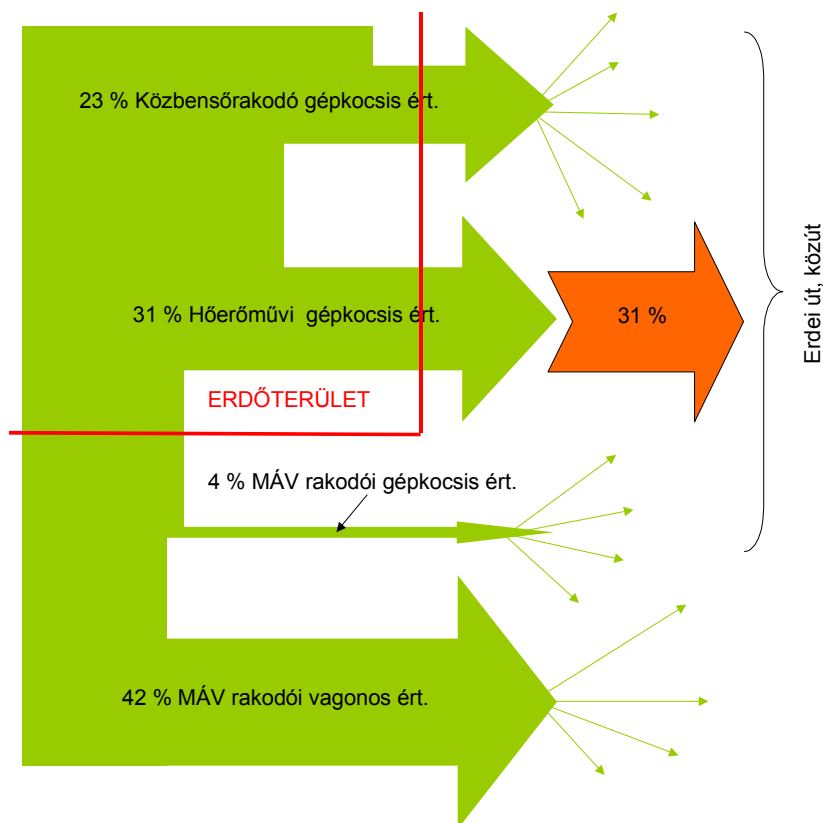 23 % Közbensőrakodó gépkocsis ért.
31 % Hőerőművi  gépkocsis ért.
31 %
Erdei út, közút
ERDŐTERÜLET
4 % MÁV rakodói gépkocsis ért.
42 % MÁV rakodói vagonos ért.